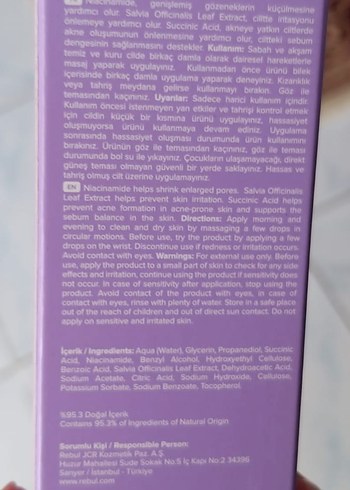 Niacinamide, genişlemiş gözeneklerin küçülmesine
yardımcı olur. Salvia Officinalis Leaf Extract, ciltte irritasyonu
önlemeye yardımcı olur. Succinic Acid, akneye yatkın ciltlerde
akne oluşumunun önlenmesine yardımcı olur, ciltteki sebum
dengesinin sağlanmasını destekler. Kullanım: Sabah ve akşam
temiz ve kuru cilde birkaç damla olarak dairesel hareketlerle
masaj yaparak uygulayınız. Kullanmadan önce ürünü bilek
içerisinde birkaç damla uygulama yaparak deneyiniz. Kızarıklık
veya tahriş meydana gelirse kullanmayı bırakın. Göz ile
temasından kaçınınız. Uyarılar: Sadece harici kullanım içindir.
Kullanım öncesi istenmeyen yan etkiler ve tahrişi kontrol etmek
için cildin küçük bir kısmına ürünü uygulayınız, hassasiyet
oluşmuyorsa ürünü kullanmaya devam ediniz. Uygulama
sonrasında hassasiyet oluşması durumunda ürün kullanımını
bırakınız. Ürünün göz ile temasından kaçınız, göz ile teması
durumunda bol su ile yıkayınız. Çocukların ulaşamayacağı, direkt
güneş teması olmayan güvenli bir yerde saklayınız. Hassas ve
tahriş olmuş cilt üzerine uygulamayınız.
EN Niacinamide helps shrink enlarged pores. Salvia Officinalis
Leaf Extract helps prevent skin irritation. Succinic Acid helps
prevent acne formation in acne-prone skin and supports the
sebum balance in the skin. Directions: Apply morning and
evening to clean and dry skin by massaging a few drops in
circular motions. Before use, try the product by applying a few
drops on the wrist. Discontinue use if redness or irritation occurs.
Avoid contact with eyes. Warnings: For external use only. Before
use, apply the product to a small part of skin to check for any side
effects and irritation, continue using the product if sensitivity does
not occur. In case of sensitivity after application, stop using the
product. Avoid contact of the product with eyes, in case of
contact with eyes, rinse with plenty of water. Store in a safe place
out of the reach of children and out of direct sun contact. Do not
apply on sensitive and irritated skin.
İçerik / Ingredients: Aqua (Water), Glycerin, Propanediol, Succinic
Acid, Niacinamide, Benzyl Alcohol, Hydroxyethyl Cellulose,
Benzoic Acid, Salvia Officinalis Leaf Extract, Dehydroacetic Acid,
Sodium Acetate, Citric Acid, Sodium Hydroxide, Cellulose,
Potassium Sorbate, Sodium Benzoate, Tocopherol.
%95.3 Doğal İçerik
Contains 95.3% of Ingredients of Natural Origin
Sorumlu Kişi / Responsible Person:
Rebul JCR Kozmetik Paz. A.Ş.
Huzur Mahallesi Sude Sokak No:5 İç Kapı No:2 34396
Sarıyer / İstanbul - Türkiye
www.rebul.com